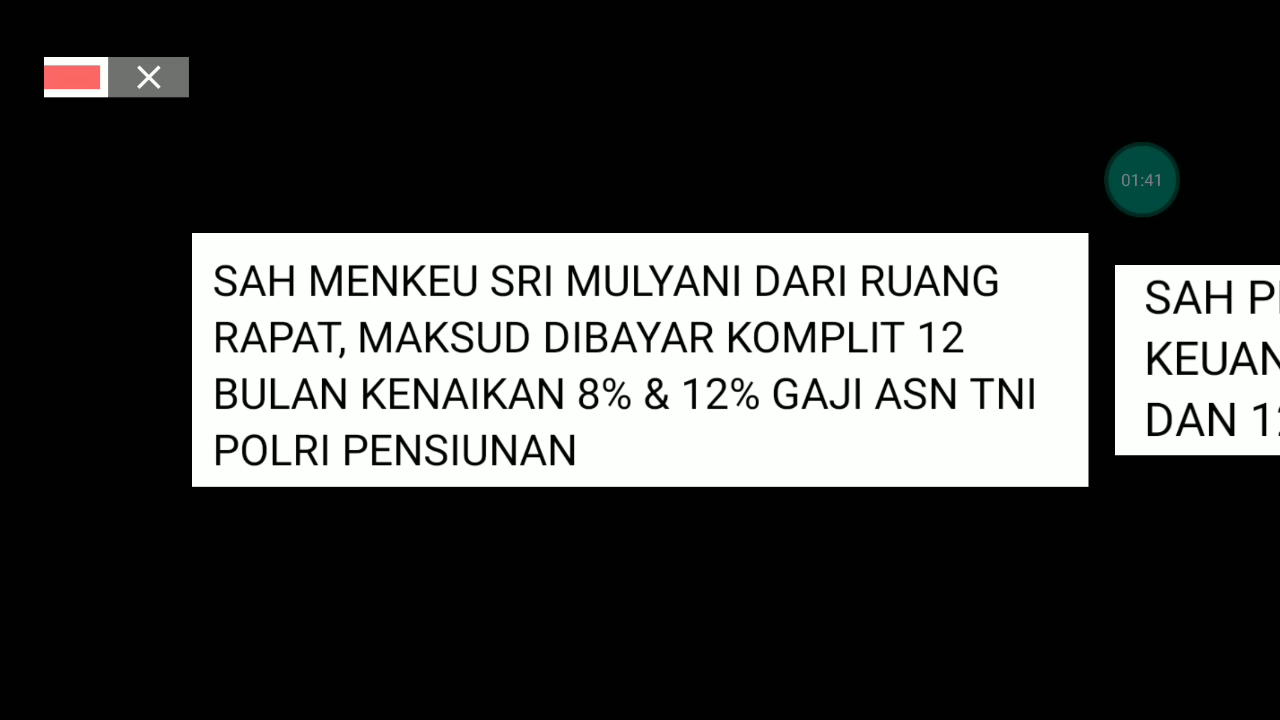 01:41
SAH MENKEU SRI MULYANI DARI RUANG
RAPAT, MAKSUD DIBAYAR KOMPLIT 12
BULAN KENAIKAN 8% & 12% GAJI ASN TNI
POLRI PENSIUNAN
SAH
KEUAN
DAN